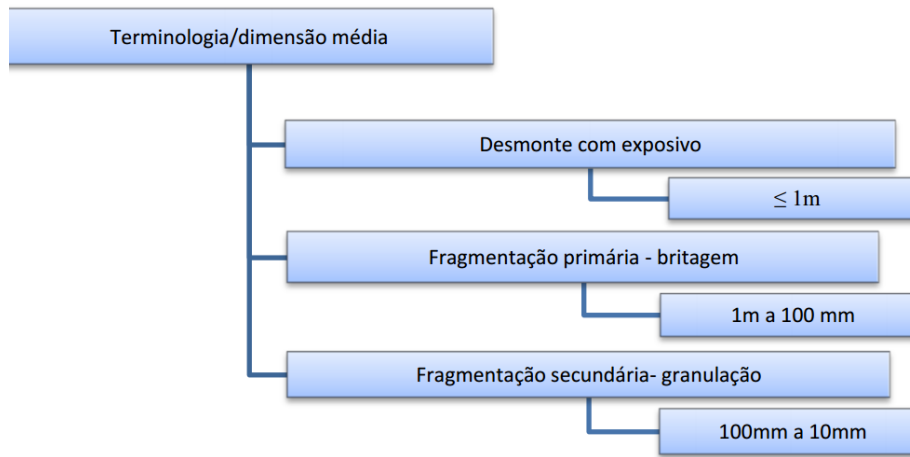 Terminologia/dimensão média
Desmonte com exposivo
≤ 1m
Fragmentação primária - britagem
1m a 100 mm
Fragmentação secundária- granulação
100mm a 10mm